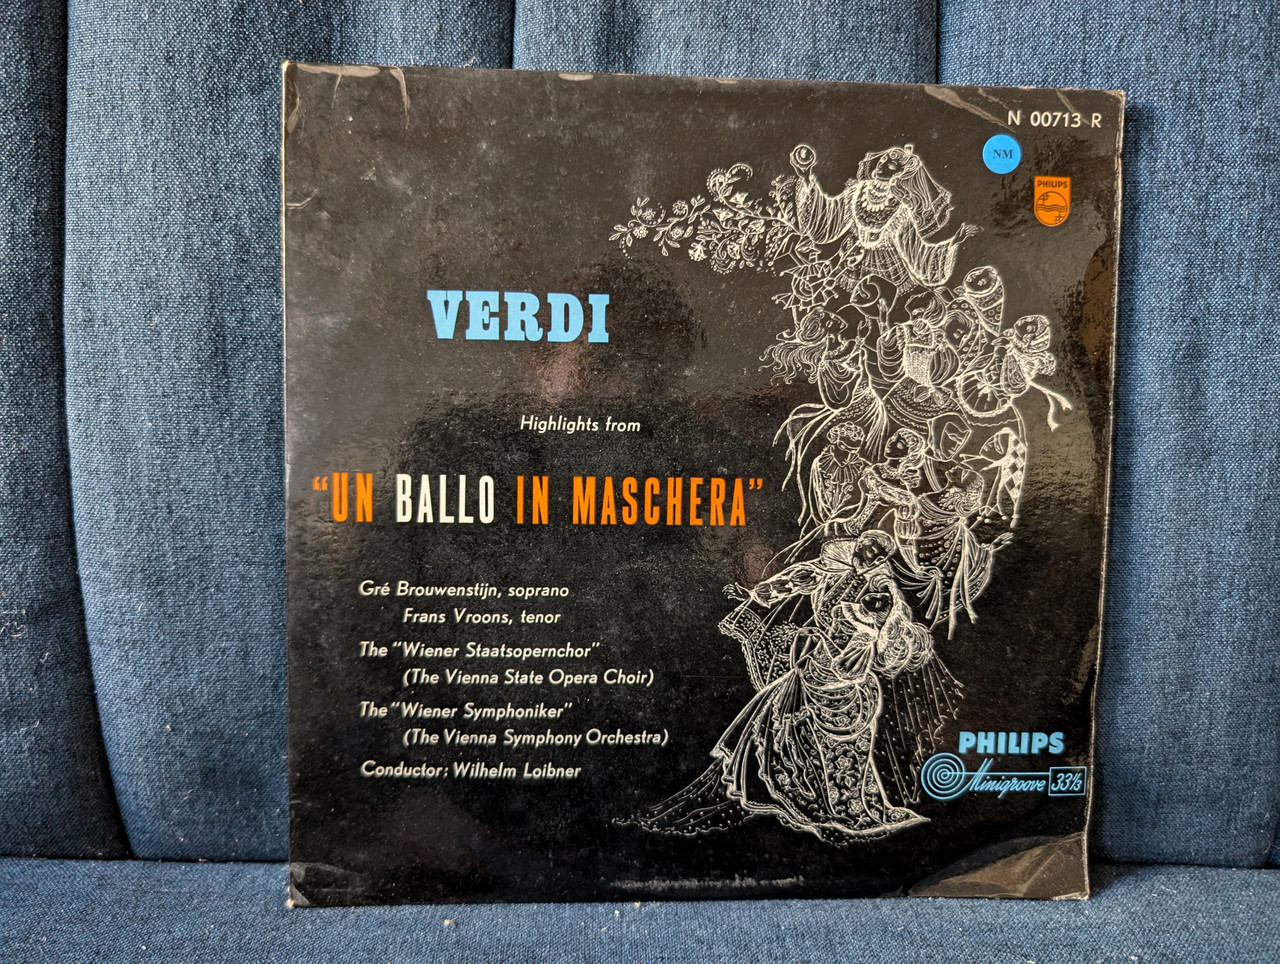 N 00713 R
NM
PHILIPS
VERDI
Highlights from
“UN BALLO IN MASCHERA”
Gré Brouwenstijn, soprano
Frans Vroons, tenor
The “Wiener Staatsopernchor”
(The Vienna State Opera Choir)
The “Wiener Symphoniker”
(The Vienna Symphony Orchestra)
Conductor: Wilhelm Loibner
PHILIPS
Minigroove 33⅓